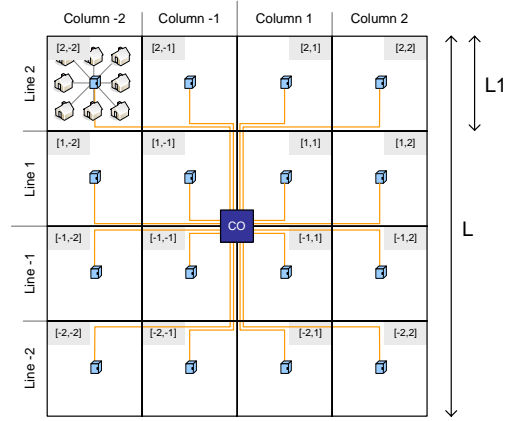 Column -2 Column -1 Column 1 Column 2
Line 2 [2,-2] [2,-1] [2,1] [2,2] L1
Line 1 [1,-2] [1,-1] [1,1] [1,2]
CO L
Line -1 [-1,-2] [-1,-1] [-1,1] [-1,2]
Line -2 [-2,-2] [-2,-1] [-2,1] [-2,2]